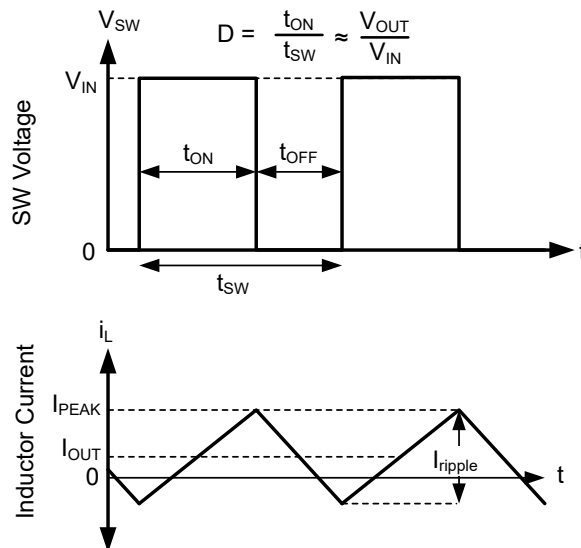 V_SW
D = t_ON / t_SW ≈ V_OUT / V_IN
V_IN
SW Voltage
t_ON
t_OFF
0
t
t_SW
i_L
Inductor Current
I_PEAK
I_OUT
0
I_ripple
t